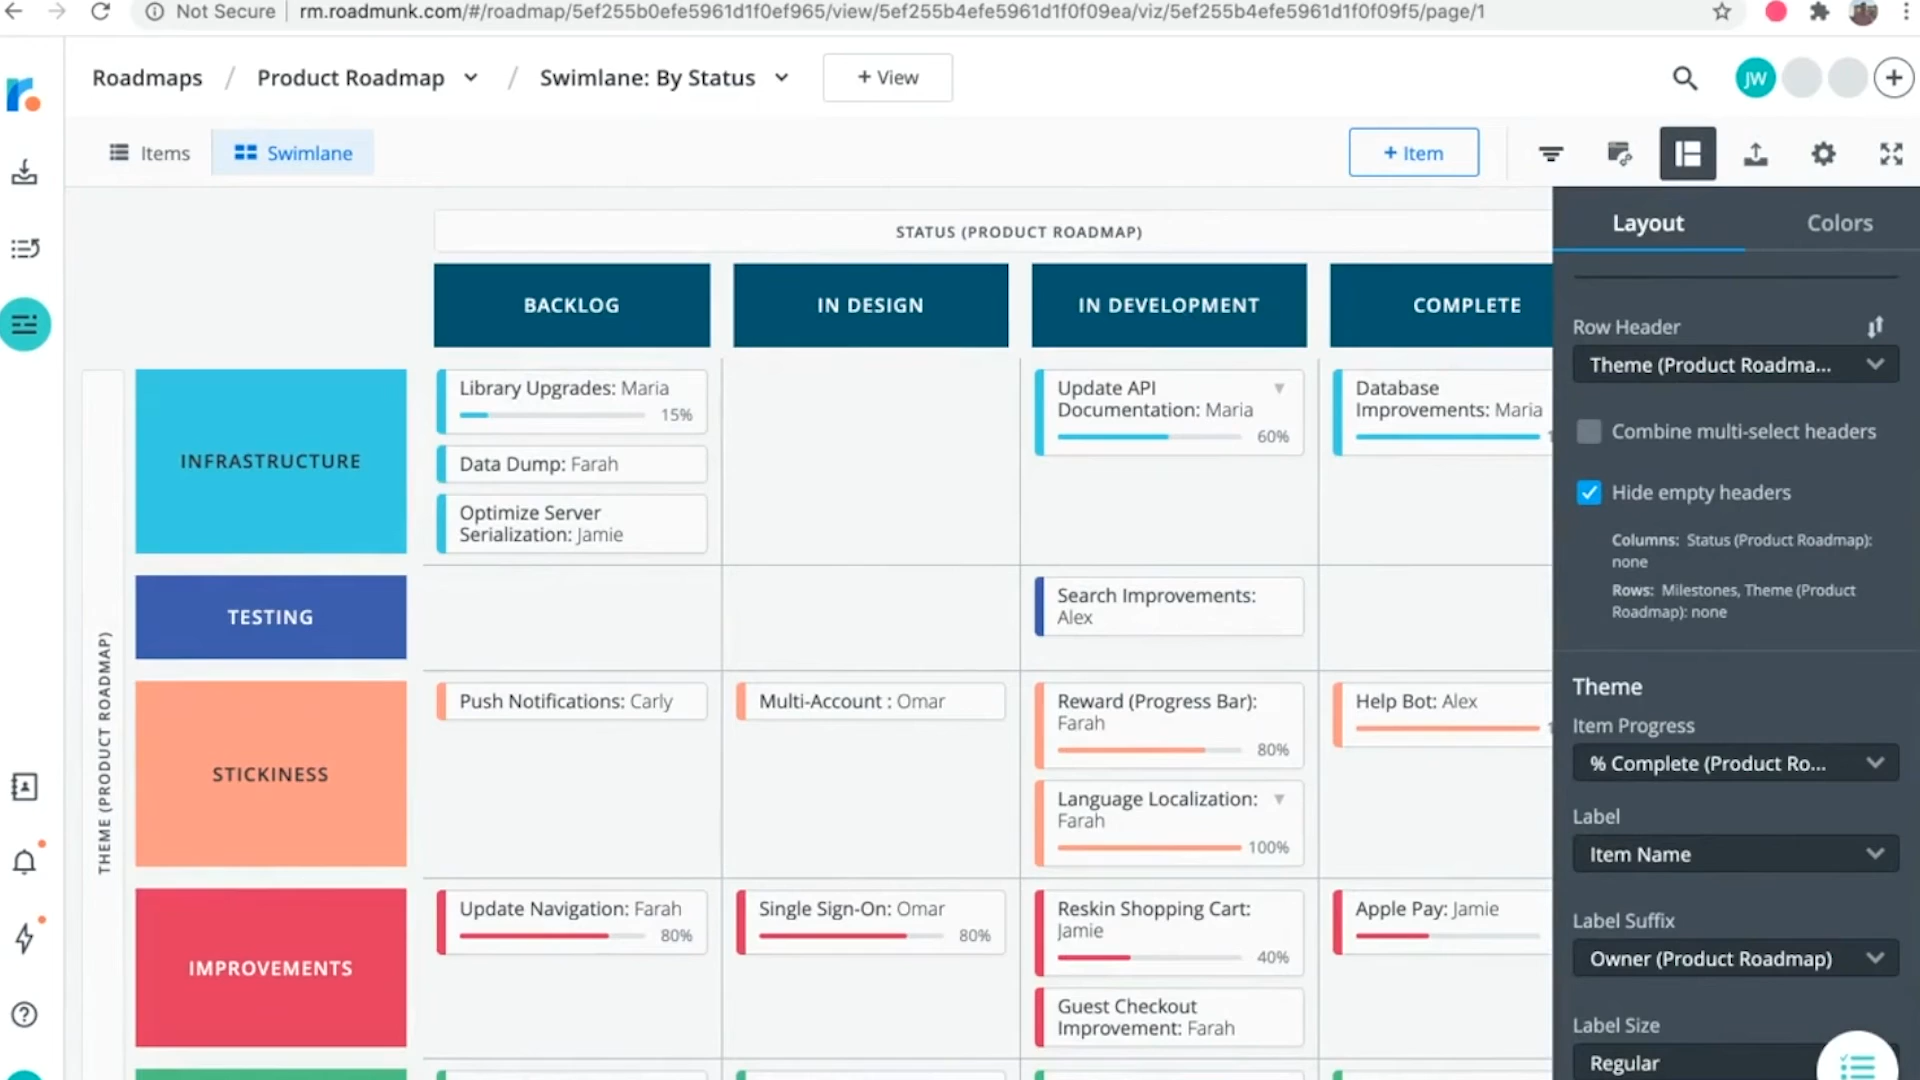 Not Secure
rm.roadmunk.com/#/roadmap/5ef255b0efe5961d1f0ef965/view/5ef255b4efe5961d1f0f09ea/viz/5ef255b4efe5961d1f0f09f5/page/1
Roadmaps / Product Roadmap / Swimlane: By Status + View
JW
Items Swimlane + Item
Layout Colors
STATUS (PRODUCT ROADMAP)
BACKLOG IN DESIGN IN DEVELOPMENT COMPLETE
THEME (PRODUCT ROADMAP)
INFRASTRUCTURE
Library Upgrades: Maria
15%
Data Dump: Farah
Optimize Server
Serialization: Jamie
Update API
Documentation: Maria
60%
Database
Improvements: Maria
1
TESTING
Search Improvements:
Alex
STICKINESS
Push Notifications: Carly
Multi-Account : Omar
Reward (Progress Bar):
Farah
80%
Language Localization:
Farah
100%
Help Bot: Alex
1
IMPROVEMENTS
Update Navigation: Farah
80%
Single Sign-On: Omar
80%
Reskin Shopping Cart:
Jamie
40%
Guest Checkout
Improvement: Farah
Apple Pay: Jamie
Row Header
Theme (Product Roadma...
Combine multi-select headers
Hide empty headers
Columns: Status (Product Roadmap):
none
Rows: Milestones, Theme (Product
Roadmap): none
Theme
Item Progress
% Complete (Product Ro...
Label
Item Name
Label Suffix
Owner (Product Roadmap)
Label Size
Regular